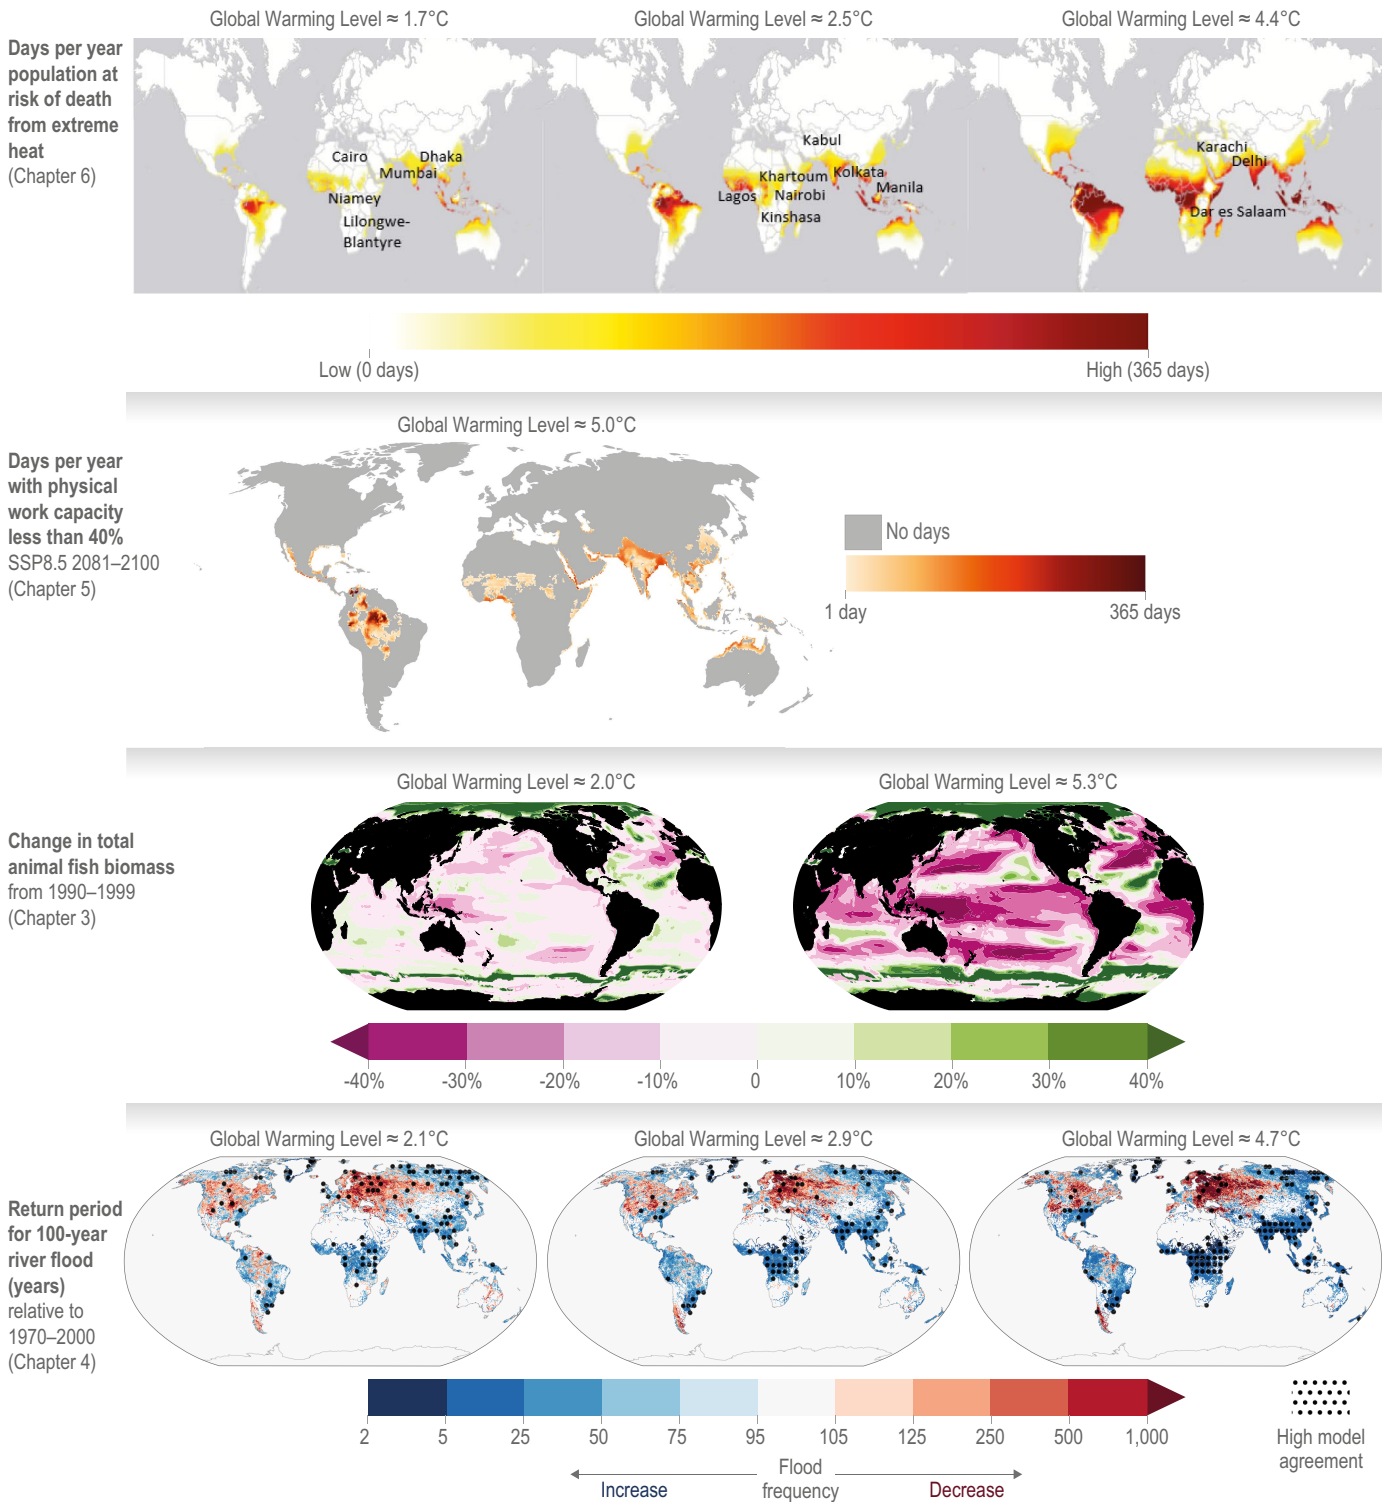 Global Warming Level ≈ 1.7°C
Global Warming Level ≈ 2.5°C
Global Warming Level ≈ 4.4°C
Days per year
population at
risk of death
from extreme
heat
(Chapter 6)
Cairo
Dhaka
Mumbai
Niamey
Lilongwe-
Blantyre
Kabul
Khartoum
Kolkata
Manila
Lagos
Nairobi
Kinshasa
Karachi
Delhi
Dar es Salaam
Low (0 days)
High (365 days)
Global Warming Level ≈ 5.0°C
Days per year
with physical
work capacity
less than 40%
SSP8.5 2081–2100
(Chapter 5)
No days
1 day
365 days
Global Warming Level ≈ 2.0°C
Global Warming Level ≈ 5.3°C
Change in total
animal fish biomass
from 1990–1999
(Chapter 3)
-40%
-30%
-20%
-10%
0
10%
20%
30%
40%
Global Warming Level ≈ 2.1°C
Global Warming Level ≈ 2.9°C
Global Warming Level ≈ 4.7°C
Return period
for 100-year
river flood
(years)
relative to
1970–2000
(Chapter 4)
2
5
25
50
75
95
105
125
250
500
1,000
High model
agreement
Flood
frequency
Increase
Decrease